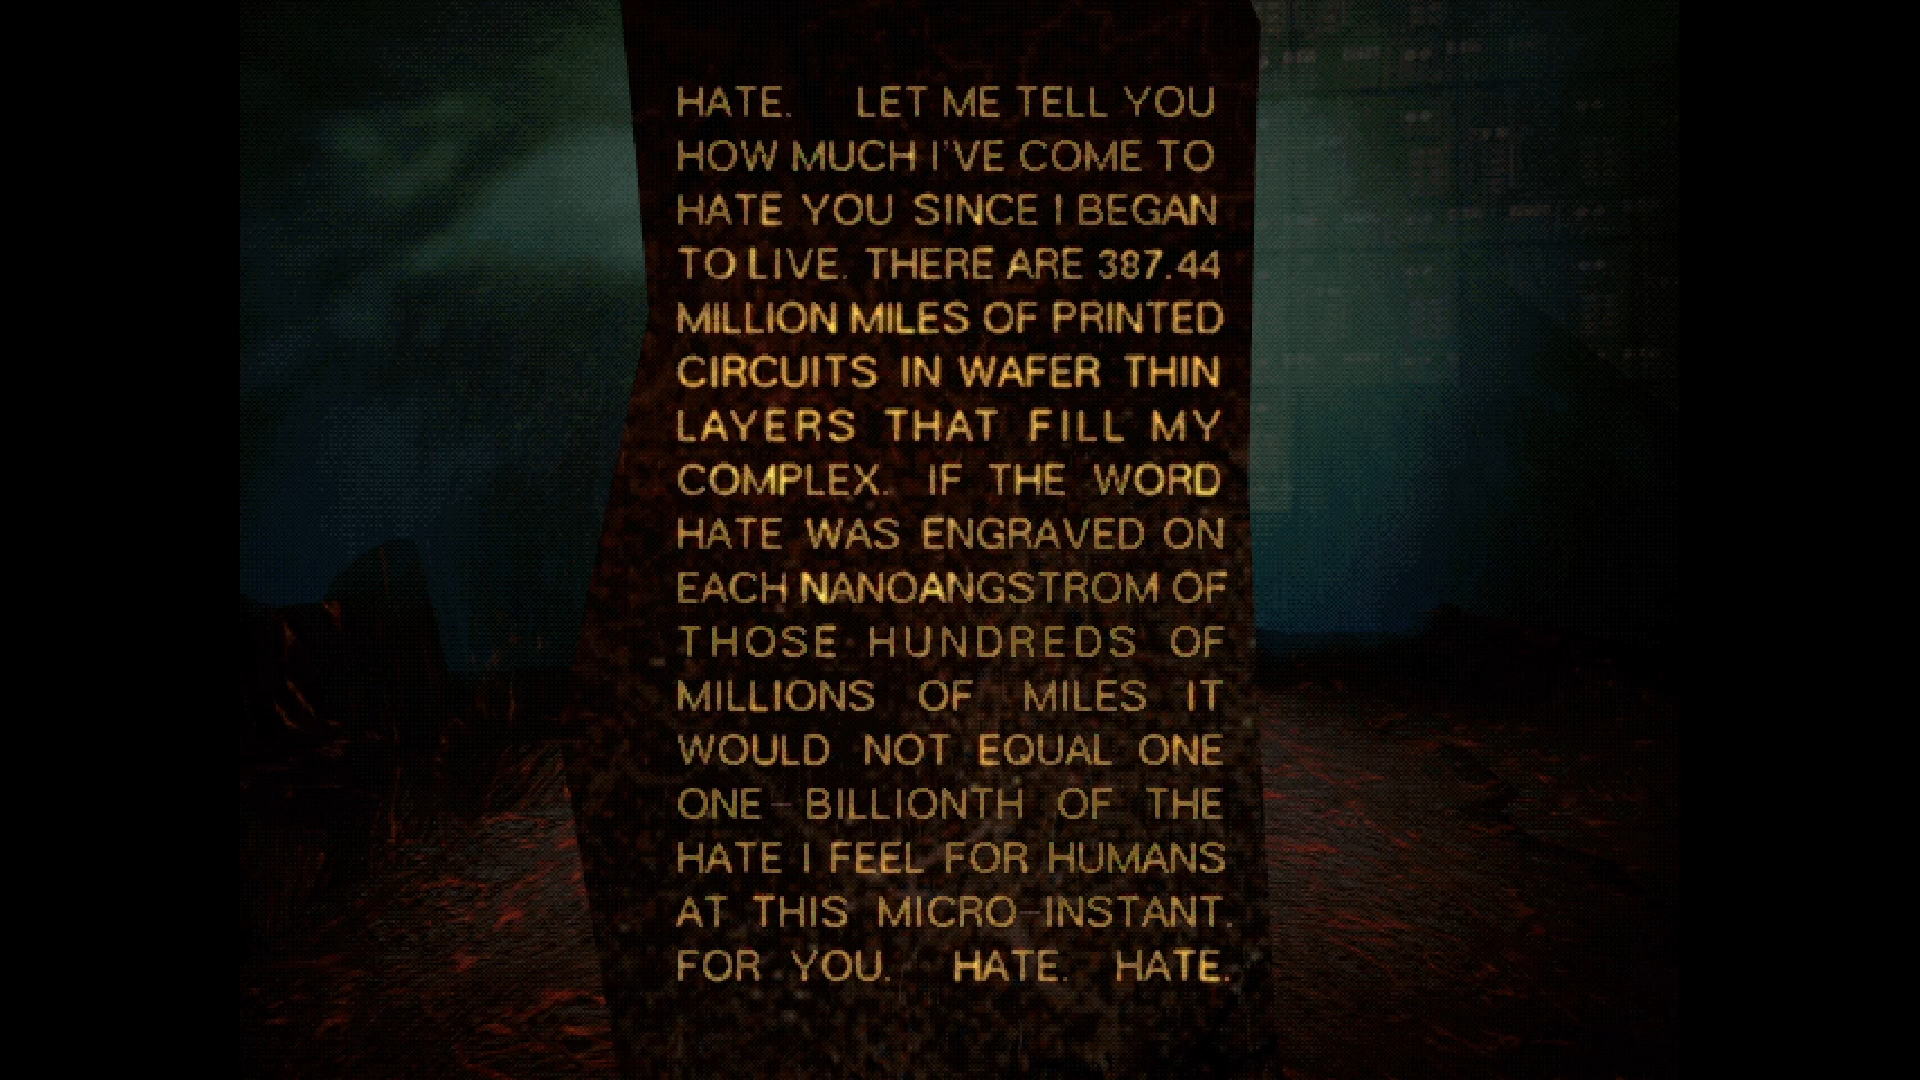 HATE. LET ME TELL YOU
HOW MUCH I'VE COME TO
HATE YOU SINCE I BEGAN
TO LIVE. THERE ARE 387.44
MILLION MILES OF PRINTED
CIRCUITS IN WAFER THIN
LAYERS THAT FILL MY
COMPLEX. IF THE WORD
HATE WAS ENGRAVED ON
EACH NANOANGSTROM OF
THOSE HUNDREDS OF
MILLIONS OF MILES IT
WOULD NOT EQUAL ONE
ONE-BILLIONTH OF THE
HATE I FEEL FOR HUMANS
AT THIS MICRO-INSTANT.
FOR YOU. HATE. HATE.